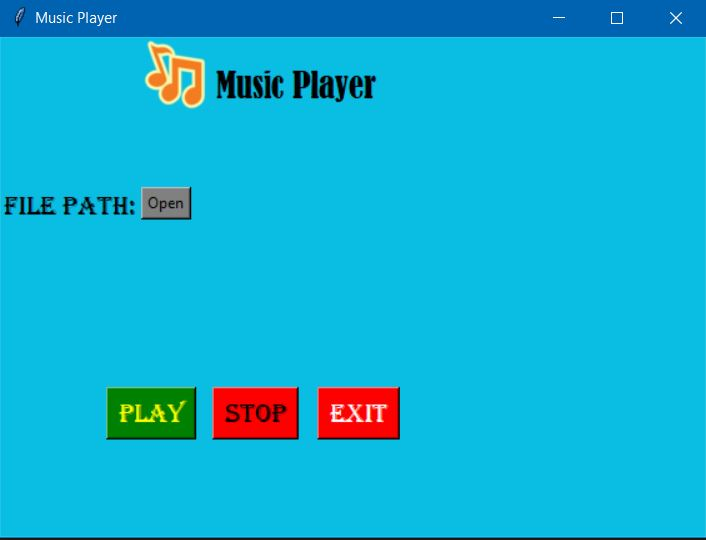 Music Player
Music Player
FILE PATH: Open
PLAY STOP EXIT